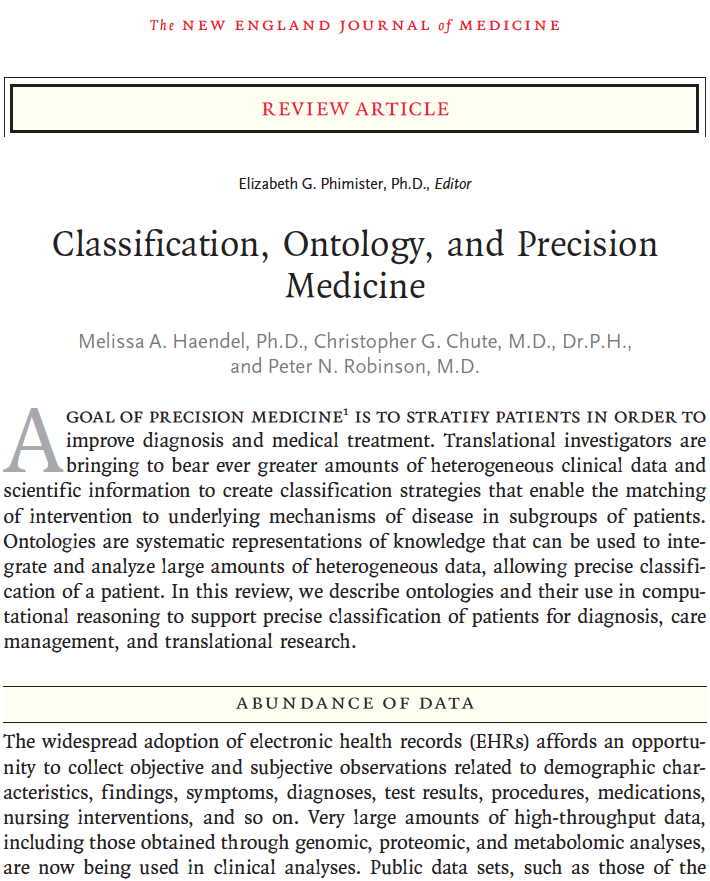 The NEW ENGLAND JOURNAL of MEDICINE
REVIEW ARTICLE
Elizabeth G. Phimister, Ph.D., Editor
Classification, Ontology, and Precision
Medicine
Melissa A. Haendel, Ph.D., Christopher G. Chute, M.D., Dr.P.H.,
and Peter N. Robinson, M.D.
A GOAL OF PRECISION MEDICINE¹ IS TO STRATIFY PATIENTS IN ORDER TO
improve diagnosis and medical treatment. Translational investigators are
bringing to bear ever greater amounts of heterogeneous clinical data and
scientific information to create classification strategies that enable the matching
of intervention to underlying mechanisms of disease in subgroups of patients.
Ontologies are systematic representations of knowledge that can be used to inte-
grate and analyze large amounts of heterogeneous data, allowing precise classifi-
cation of a patient. In this review, we describe ontologies and their use in compu-
tational reasoning to support precise classification of patients for diagnosis, care
management, and translational research.
ABUNDANCE OF DATA
The widespread adoption of electronic health records (EHRs) affords an opportu-
nity to collect objective and subjective observations related to demographic char-
acteristics, findings, symptoms, diagnoses, test results, procedures, medications,
nursing interventions, and so on. Very large amounts of high-throughput data,
including those obtained through genomic, proteomic, and metabolomic analyses,
are now being used in clinical analyses. Public data sets, such as those of the